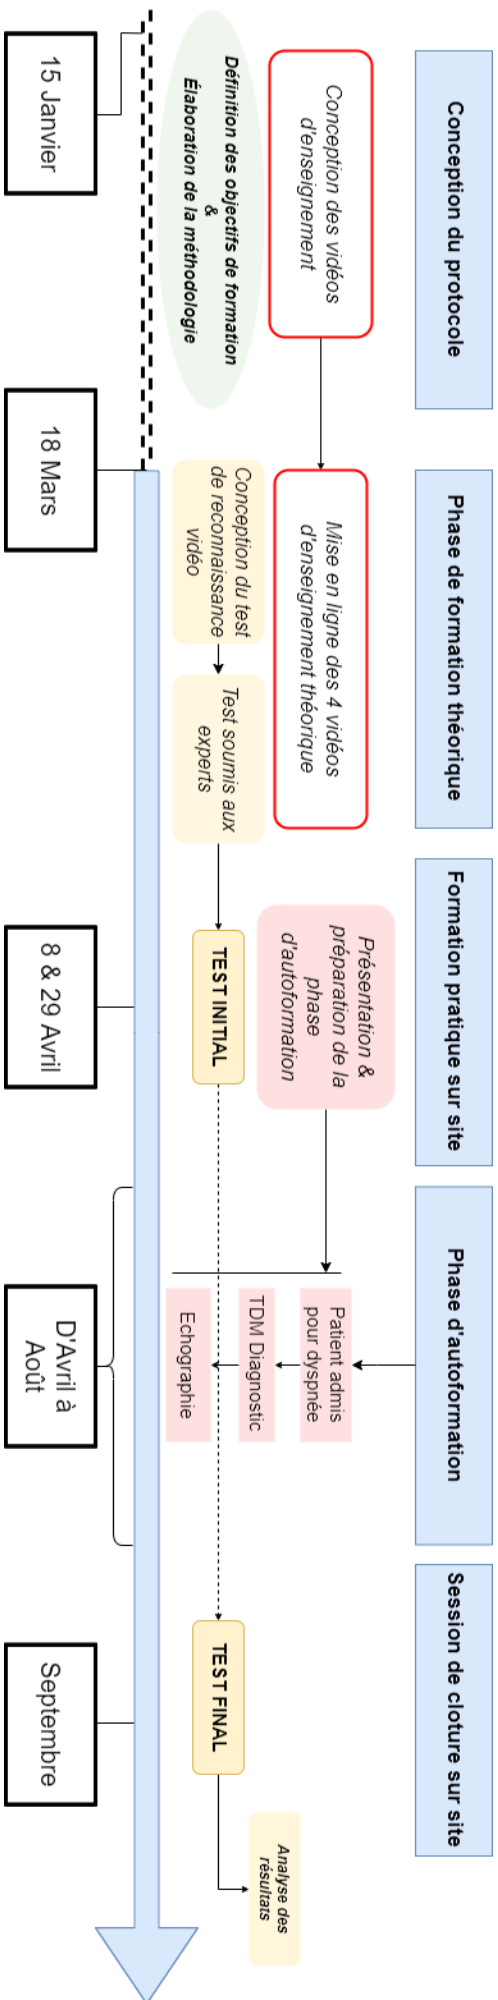 Conception du protocole
Phase de formation théorique
Formation pratique sur site
Phase d'autoformation
Session de cloture sur site
Conception des vidéos
d'enseignement
Mise en ligne des 4 vidéos
d'enseignement théorique
Présentation &
préparation de la
phase
d'autoformation
Patient admis
pour dyspnée
TDM Diagnostic
Echographie
Définition des objectifs de formation
&
Élaboration de la méthodologie
Conception du test
de reconnaissance
vidéo
Test soumis aux
experts
TEST INITIAL
TEST FINAL
Analyse des
résultats
15 Janvier
18 Mars
8 & 29 Avril
D'Avril à
Août
Septembre